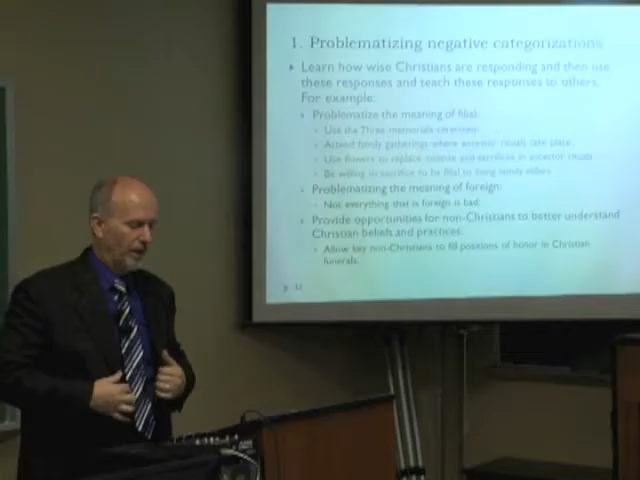 1. Problematizing negative categorizations
Learn how wise Christians are responding and then use
these responses and teach these responses to others.
For example:
Problematize the meaning of filial:
Use the Three memorials ceremony.
Attend family gatherings where ancestor rituals take place.
Use flowers to replace incense and sacrifices in ancestor rituals.
Be willing to sacrifice to be filial to living family elders.
Problematizing the meaning of foreign:
Not everything that is foreign is bad.
Provide opportunities for non-Christians to better understand
Christian beliefs and practices.
Allow key non-Christians to fill positions of honor in Christian
funerals.